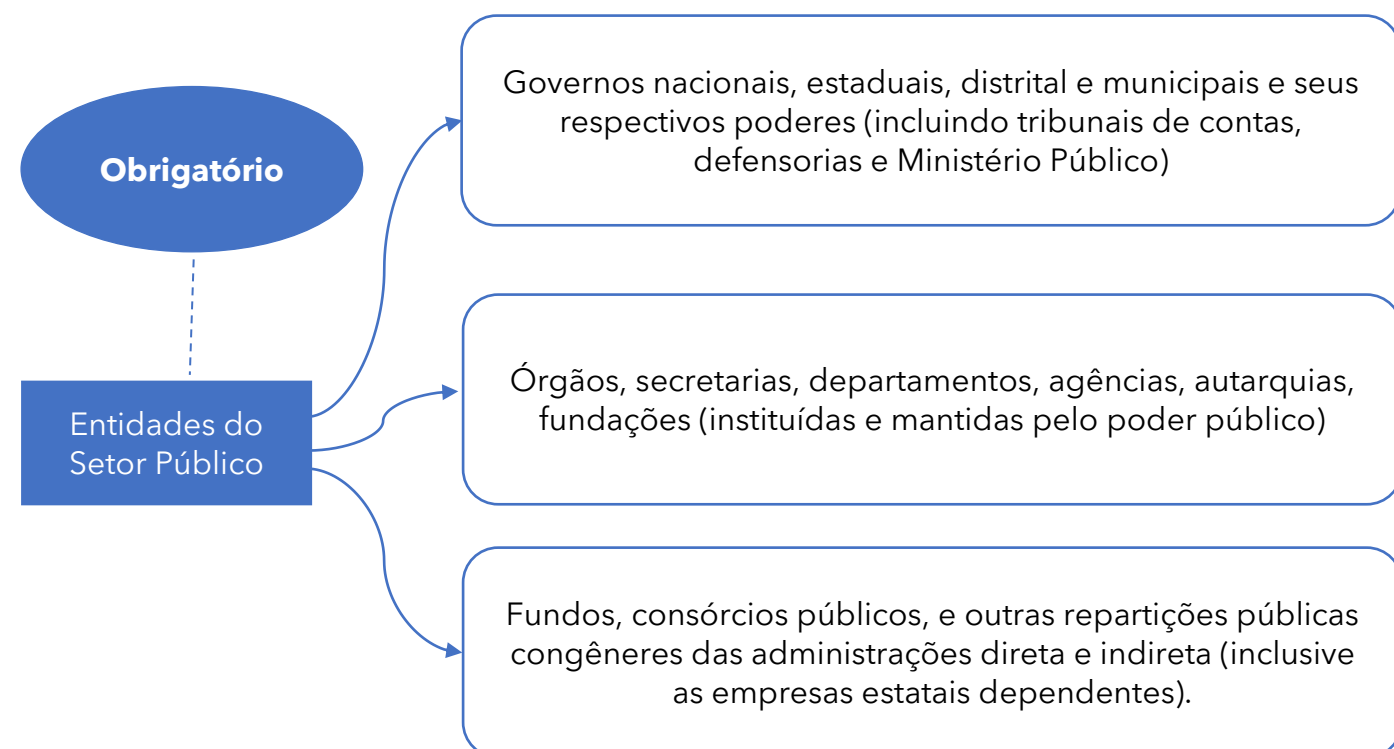 Obrigatório
Entidades do
Setor Público
Governos nacionais, estaduais, distrital e municipais e seus
respectivos poderes (incluindo tribunais de contas,
defensorias e Ministério Público)
Órgãos, secretarias, departamentos, agências, autarquias,
fundações (instituídas e mantidas pelo poder público)
Fundos, consórcios públicos, e outras repartições públicas
congêneres das administrações direta e indireta (inclusive
as empresas estatais dependentes).